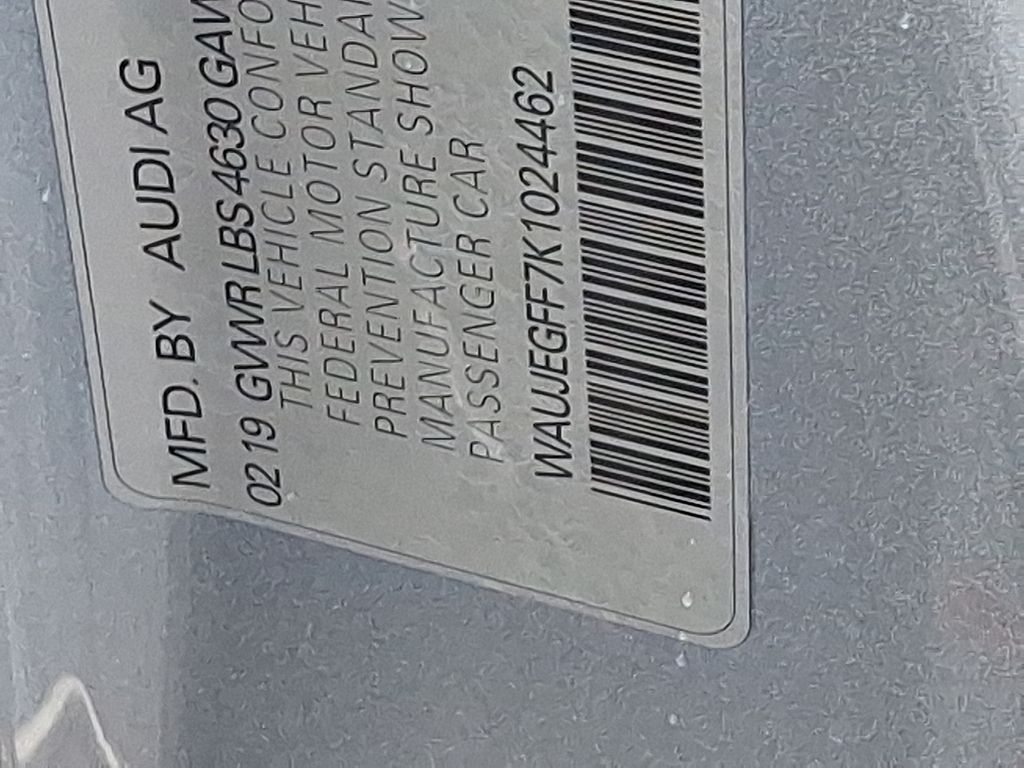 MFD. BY AUDI AG
02 19 GVWR LBS 4630 GAW
THIS VEHICLE CONFO
FEDERAL MOTOR VEH
PREVENTION STANDA
MANUFACTURE SHOW
PASSENGER CAR
WAUJEGFF7K1024462